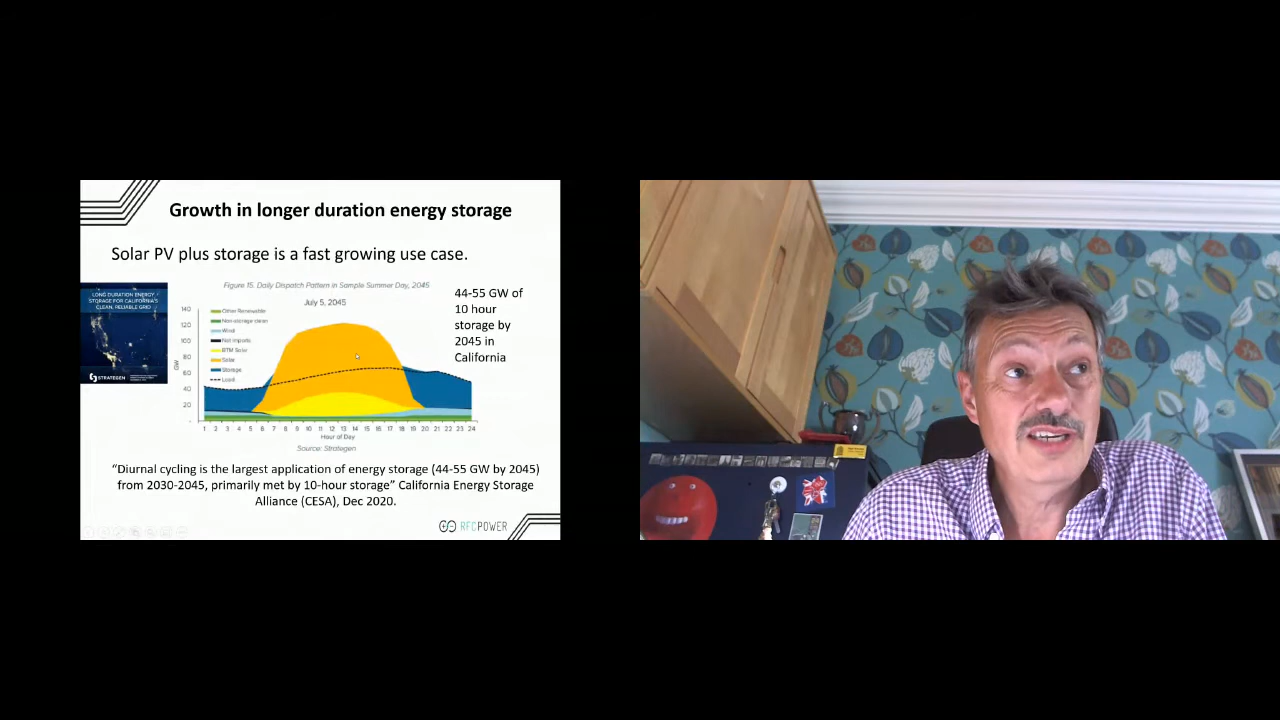 Growth in longer duration energy storage
Solar PV plus storage is a fast growing use case.
LONG DURATION ENERGY
STORAGE FOR CALIFORNIA'S
CLEAN, RELIABLE GRID
STRATEGEN
Figure 15. Daily Dispatch Pattern in Sample Summer Day, 2045
July 5, 2045
GW
140
120
100
80
60
40
20
-
Other Renewable
Non-storage clean
Wind
Net Imports
BTM Solar
Solar
Storage
Load
1 2 3 4 5 6 7 8 9 10 11 12 13 14 15 16 17 18 19 20 21 22 23 24
Hour of Day
Source: Strategen
44-55 GW of
10 hour
storage by
2045 in
California
“Diurnal cycling is the largest application of energy storage (44-55 GW by 2045)
from 2030-2045, primarily met by 10-hour storage” California Energy Storage
Alliance (CESA), Dec 2020.
RFCPOWER